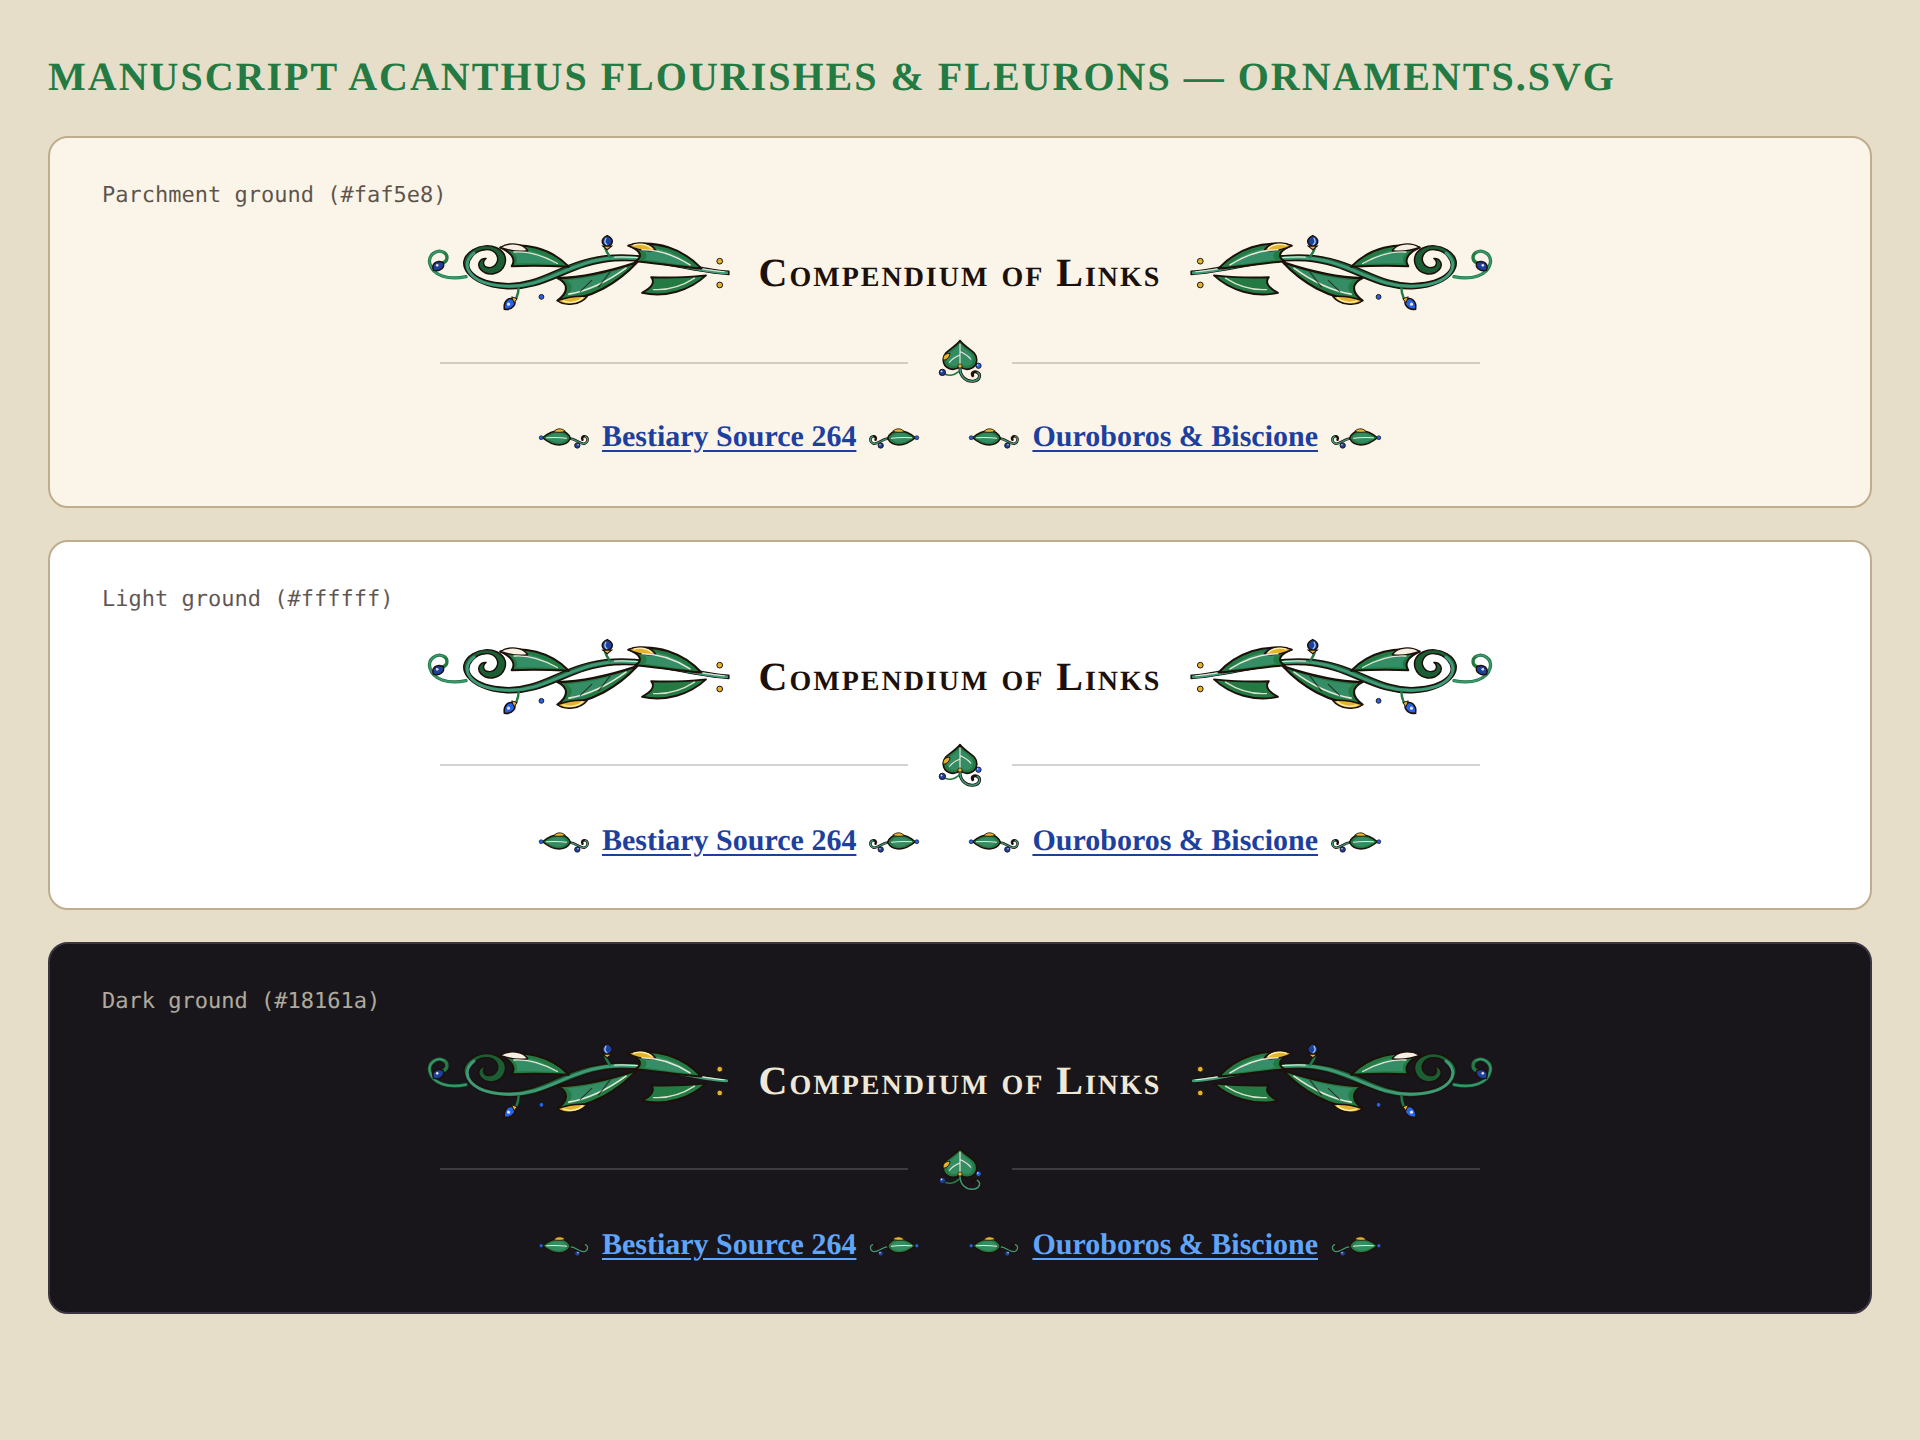 MANUSCRIPT ACANTHUS FLOURISHES & FLEURONS — ORNAMENTS.SVG
Parchment ground (#faf5e8)
Compendium of Links
Bestiary Source 264 Ouroboros & Biscione
Light ground (#ffffff)
Compendium of Links
Bestiary Source 264 Ouroboros & Biscione
Dark ground (#18161a)
Compendium of Links
Bestiary Source 264 Ouroboros & Biscione